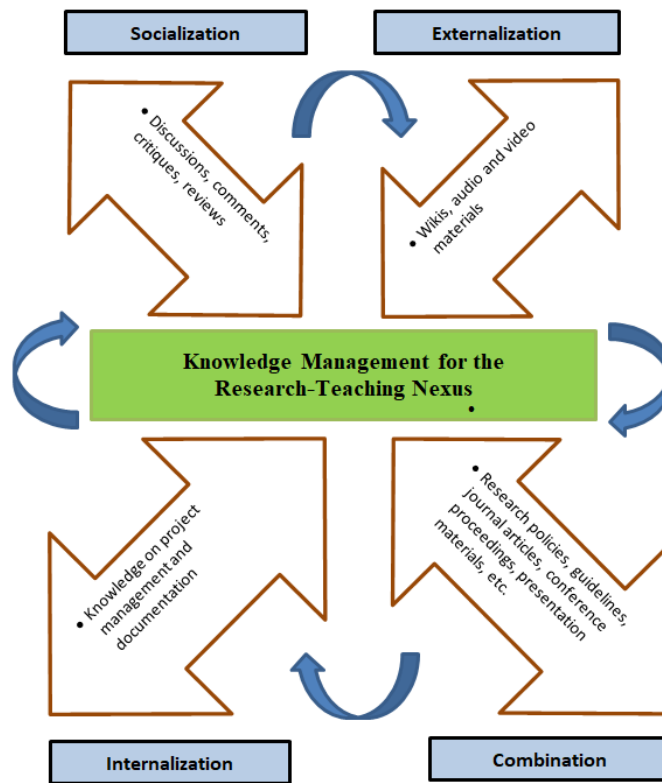 Socialization
Externalization
• Discussions, comments,
critiques, reviews
• Wikis, audio and video
materials
Knowledge Management for the
Research-Teaching Nexus
•
• Knowledge on project
management and
documentation
• Research policies, guidelines,
journal articles, conference
proceedings, presentation
materials, etc.
Internalization
Combination